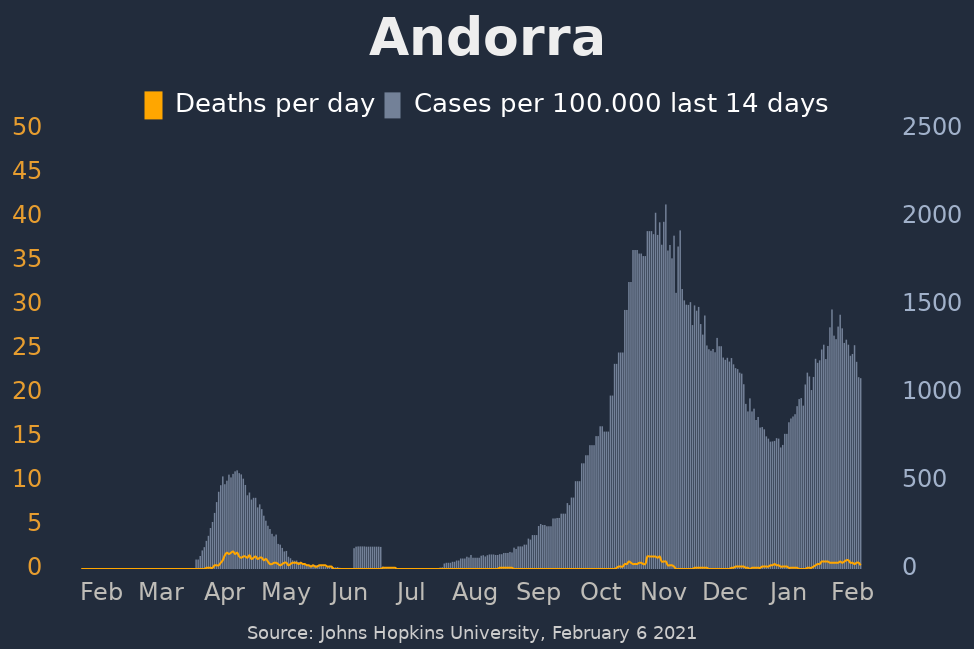 Andorra
Deaths per day Cases per 100.000 last 14 days
50 2500
45
40 2000
35
30 1500
25
20 1000
15
10 500
5
0 0
Feb Mar Apr May Jun Jul Aug Sep Oct Nov Dec Jan Feb
Source: Johns Hopkins University, February 6 2021